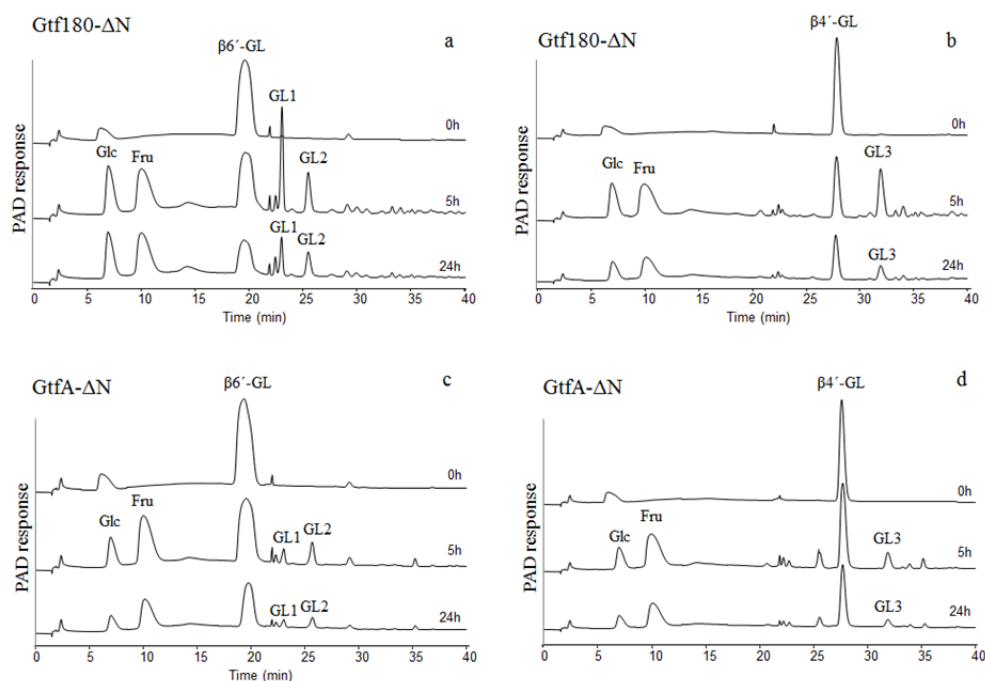 Gtf180-ΔN
a
β6´-GL
GL1
0h
Glc
Fru
GL2
5h
GL1
GL2
24h
PAD response
0 5 10 15 20 25 30 35 40
Time (min)
Gtf180-ΔN
b
β4´-GL
0h
Glc
Fru
GL3
5h
GL3
24h
PAD response
0 5 10 15 20 25 30 35 40
Time (min)
GtfA-ΔN
c
β6´-GL
0h
Fru
Glc
GL1
GL2
5h
GL1
GL2
24h
PAD response
0 5 10 15 20 25 30 35 40
Time (min)
GtfA-ΔN
d
β4´-GL
0h
Fru
Glc
GL3
5h
GL3
24h
PAD response
0 5 10 15 20 25 30 35 40
Time (min)